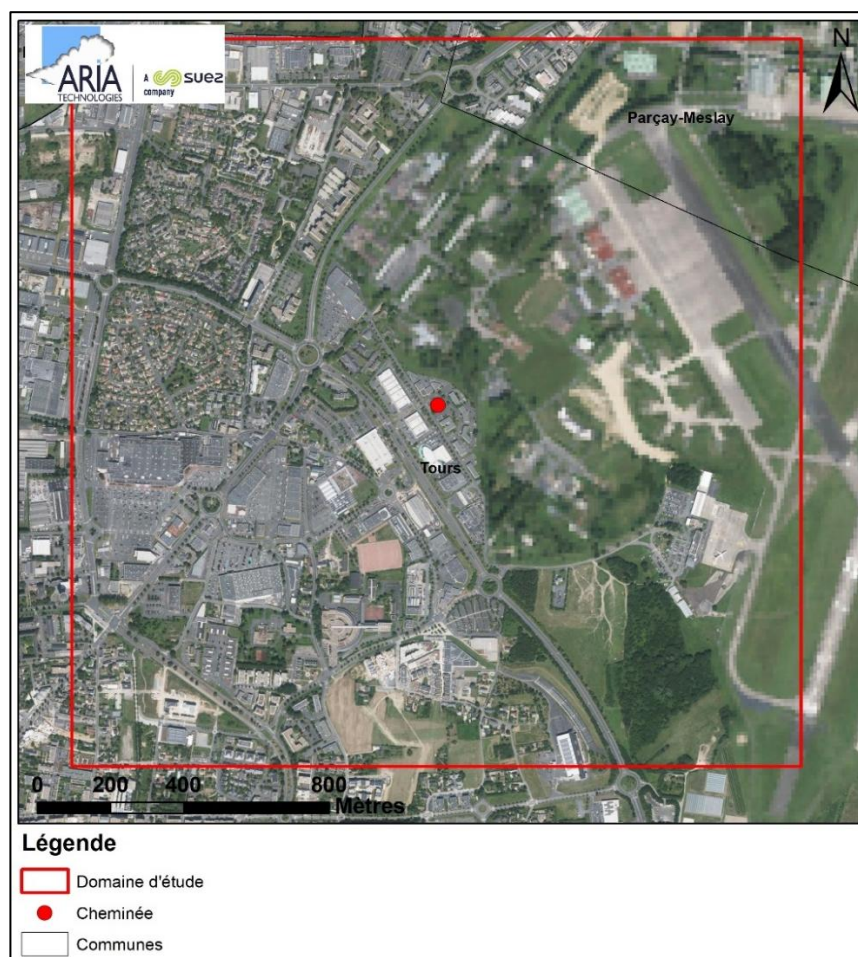 ARIA
TECHNOLOGIES
A
company
suez
N
Parçay-Meslay
Tours
0 200 400 800
Mètres
Légende
Domaine d'étude
Cheminée
Communes